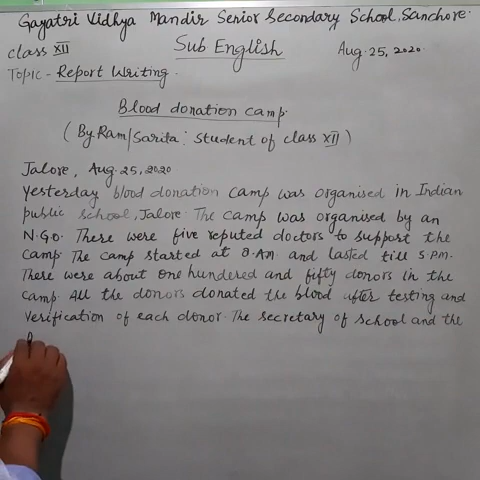 Gayatri Vidhya Mandir Senior Secondary School, Sanchore.
class XII Sub English Aug. 25, 2020.
Topic - Report Writing.
Blood donation camp.
(By. Ram/Sarita: Student of class XII)
Jalore, Aug. 25, 2020
Yesterday blood donation camp was organised in Indian
public school, Jalore. The camp was organised by an
N.G.O. There were five reputed doctors to support the
camp. The camp started at 8 A.M. and lasted till 5 P.M.
There were about one hundred and fifty donors in the
camp. All the donors donated the blood after testing and
verification of each donor. The secretary of school and the